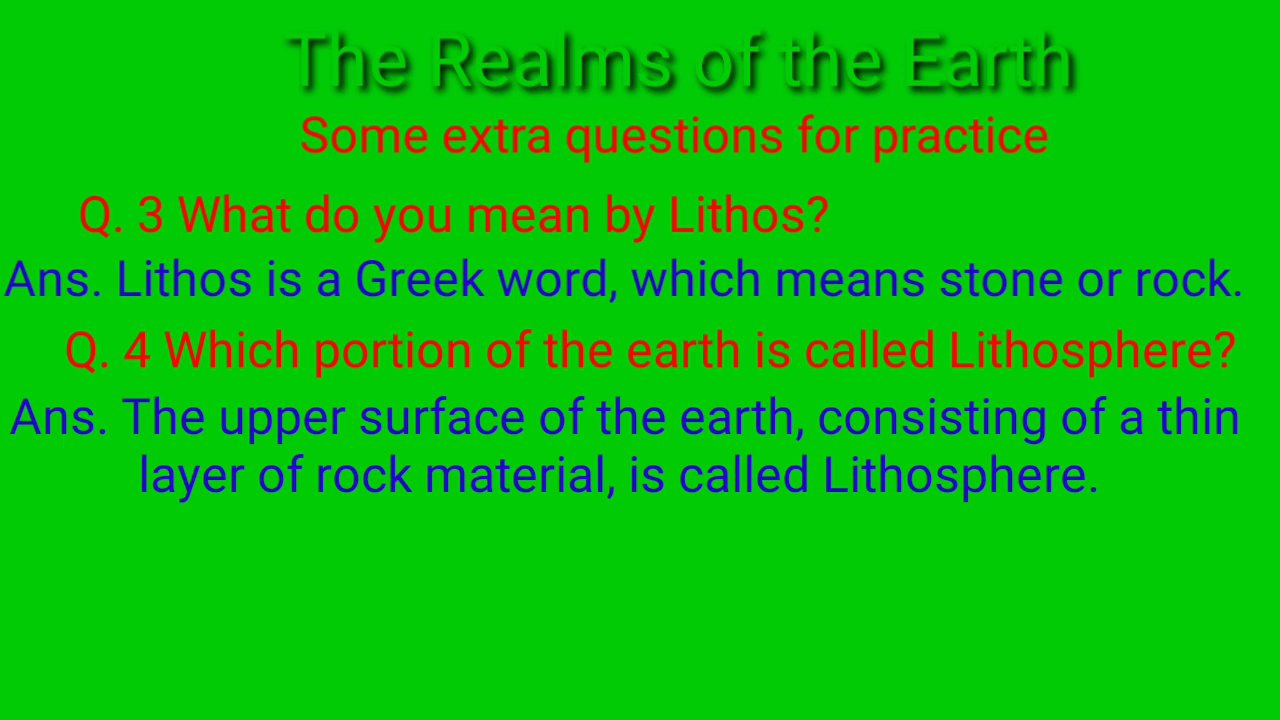 The Realms of the Earth
Some extra questions for practice
Q. 3 What do you mean by Lithos?
Ans. Lithos is a Greek word, which means stone or rock.
Q. 4 Which portion of the earth is called Lithosphere?
Ans. The upper surface of the earth, consisting of a thin
layer of rock material, is called Lithosphere.